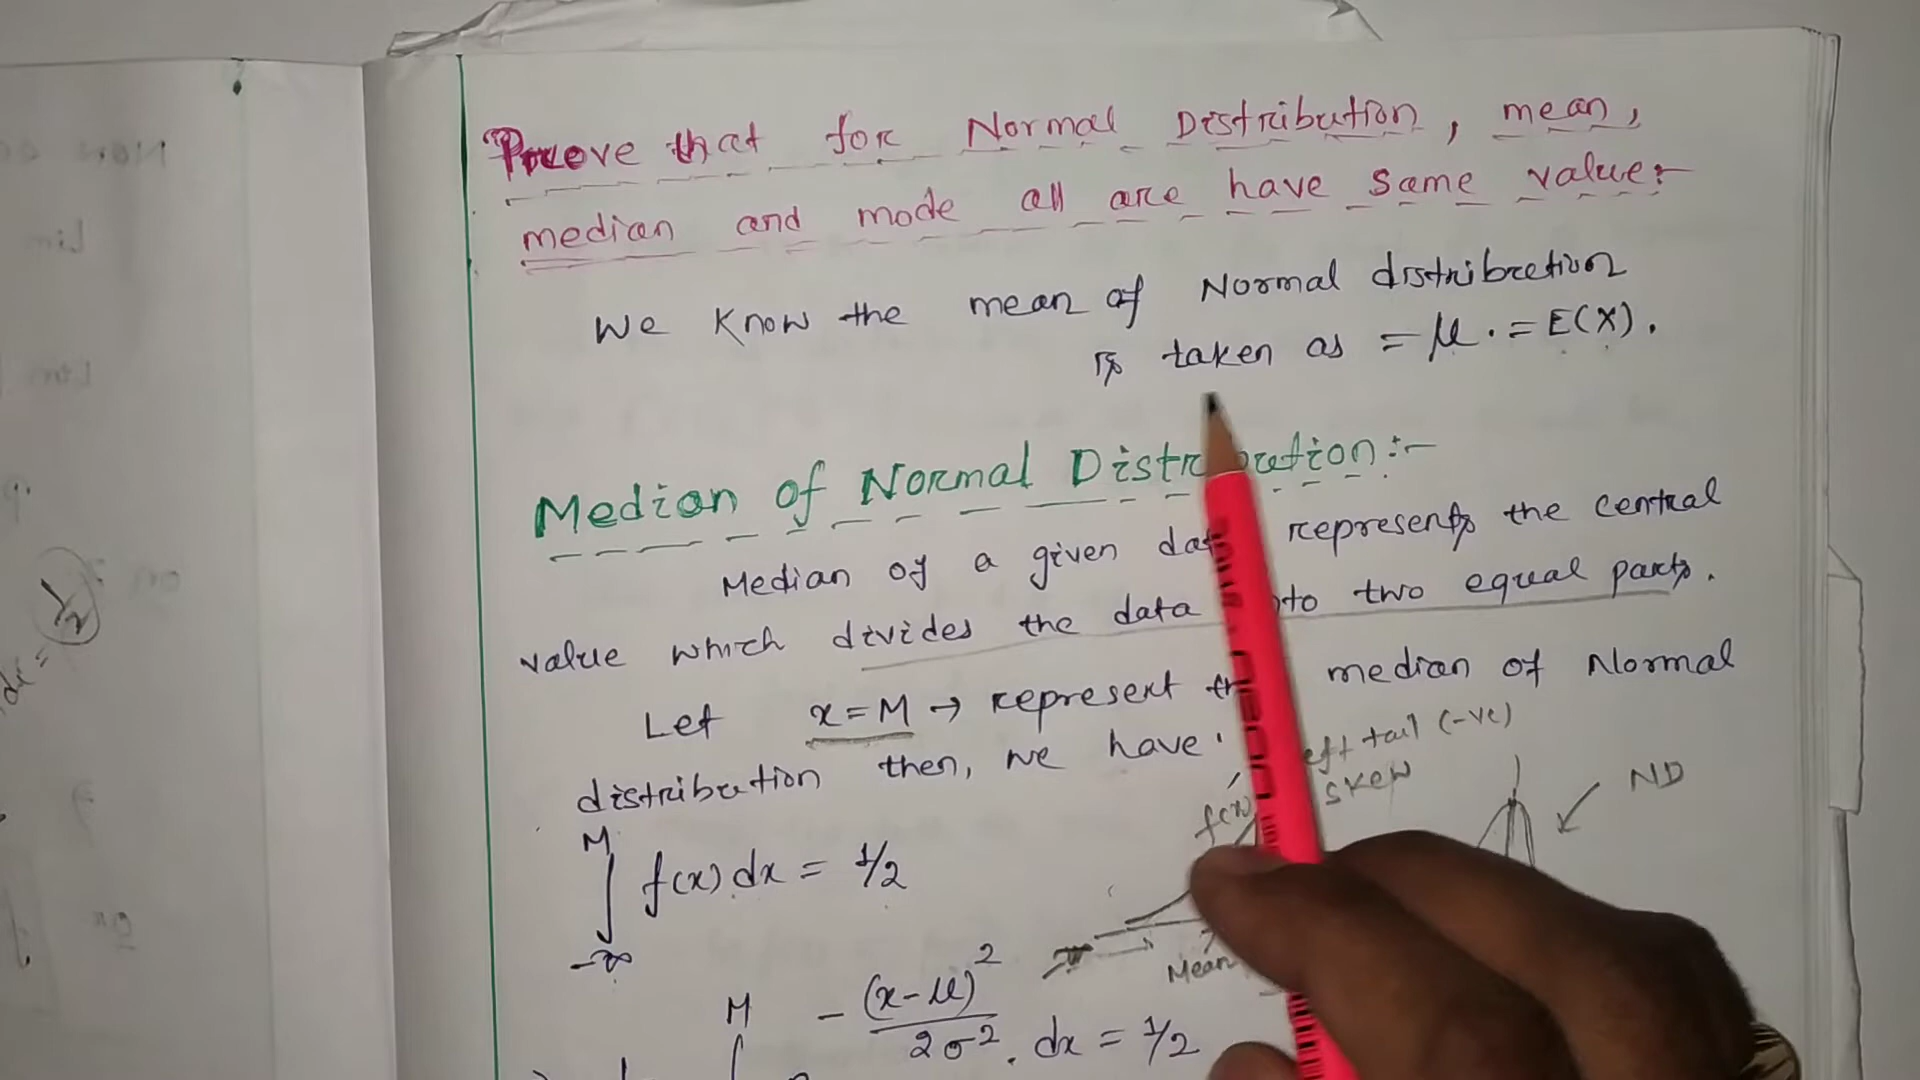 Prove that for Normal Distribution, mean,
median and mode all are have same value:-
We know the mean of Normal distribution
is taken as = μ. = E(X).
Median of Normal Distribution:-
Median of a given data represents the central
value which divides the data into two equal parts.
Let x=M → represent the median of Normal
distribution then, we have
left tail (-ve)
skew
f(x)
ND
M
∫ f(x) dx = 1/2
-∞
Mean
M
- (x-μ)²
2σ² . dx = 1/2
1/2